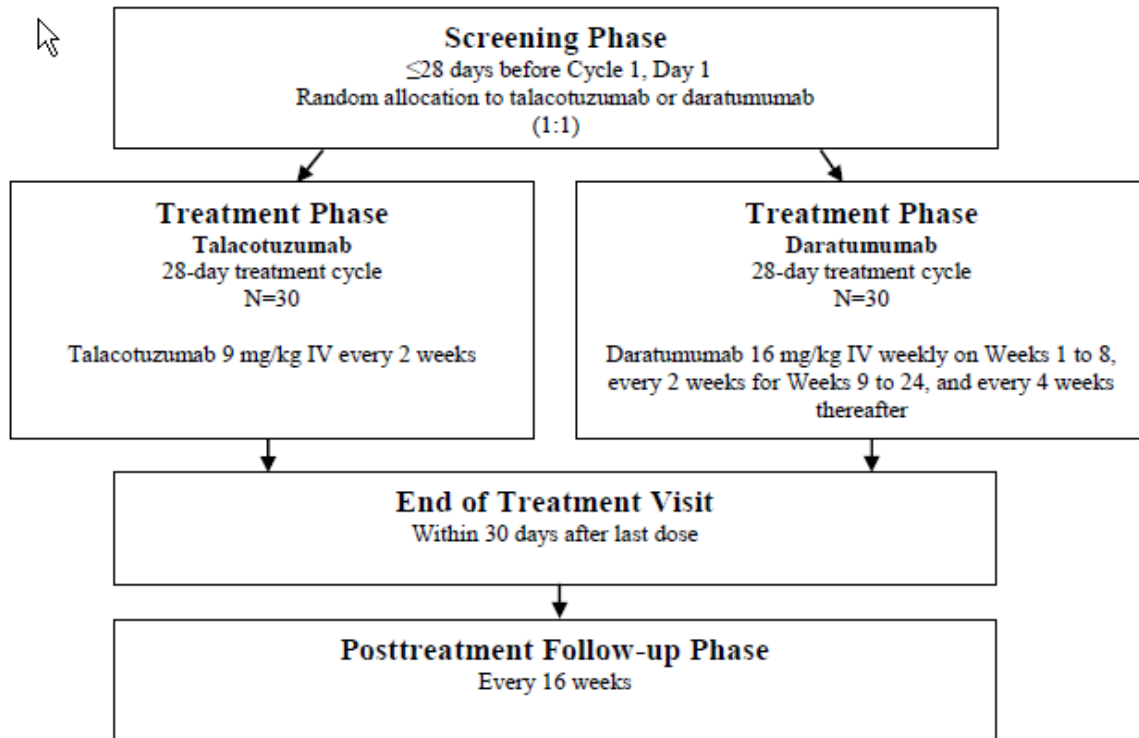 Screening Phase
≤28 days before Cycle 1, Day 1
Random allocation to talacotuzumab or daratumumab
(1:1)
Treatment Phase
Talacotuzumab
28-day treatment cycle
N=30
Talacotuzumab 9 mg/kg IV every 2 weeks
Treatment Phase
Daratumumab
28-day treatment cycle
N=30
Daratumumab 16 mg/kg IV weekly on Weeks 1 to 8,
every 2 weeks for Weeks 9 to 24, and every 4 weeks
thereafter
End of Treatment Visit
Within 30 days after last dose
Posttreatment Follow-up Phase
Every 16 weeks